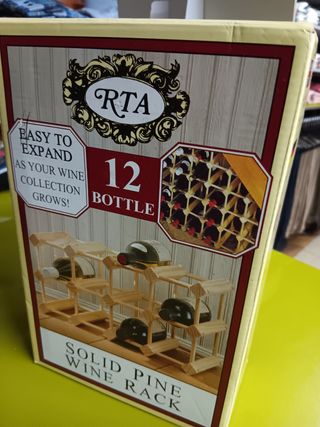 RTA
EASY TO
EXPAND
AS YOUR WINE
COLLECTION
GROWS!
12
BOTTLE
SOLID PINE
WINE RACK